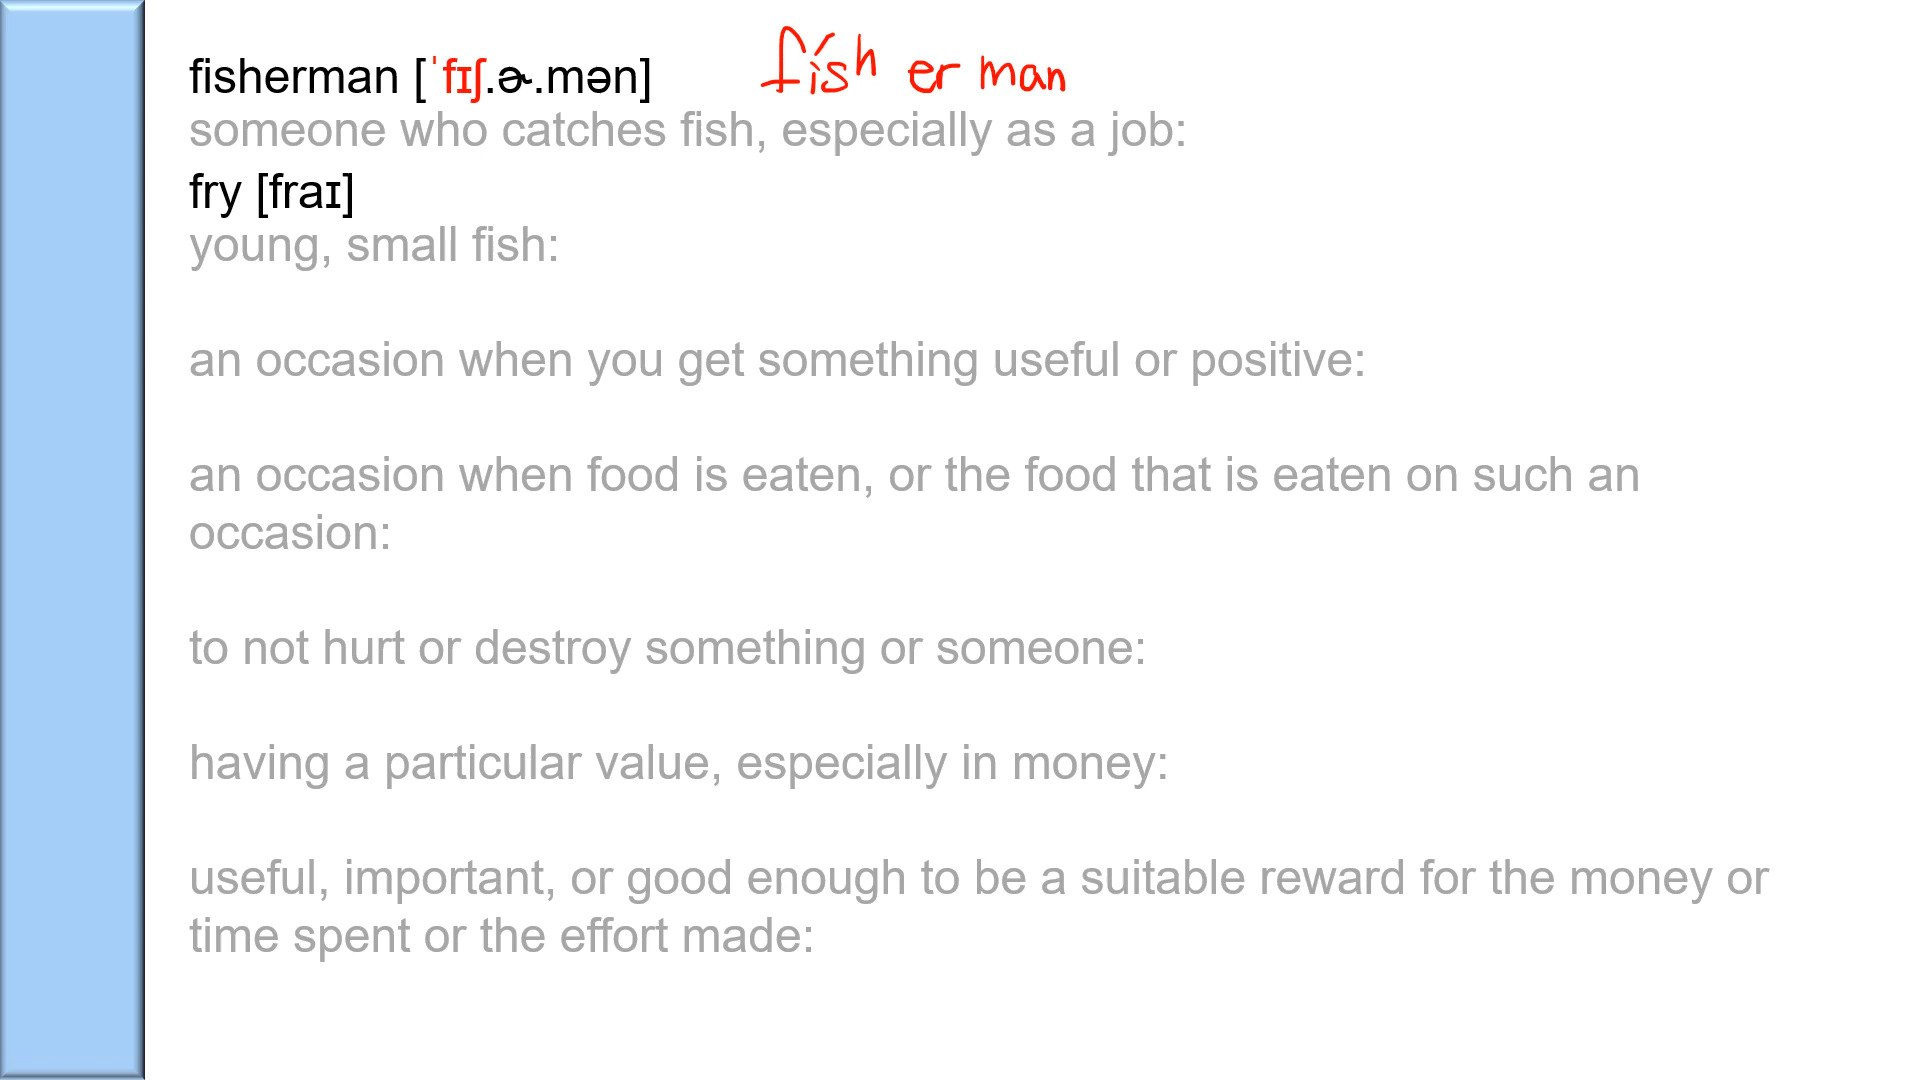 fisherman [ˈfɪʃ.ɚ.mən] físh er man
someone who catches fish, especially as a job:
fry [fraɪ]
young, small fish:
an occasion when you get something useful or positive:
an occasion when food is eaten, or the food that is eaten on such an
occasion:
to not hurt or destroy something or someone:
having a particular value, especially in money:
useful, important, or good enough to be a suitable reward for the money or
time spent or the effort made: